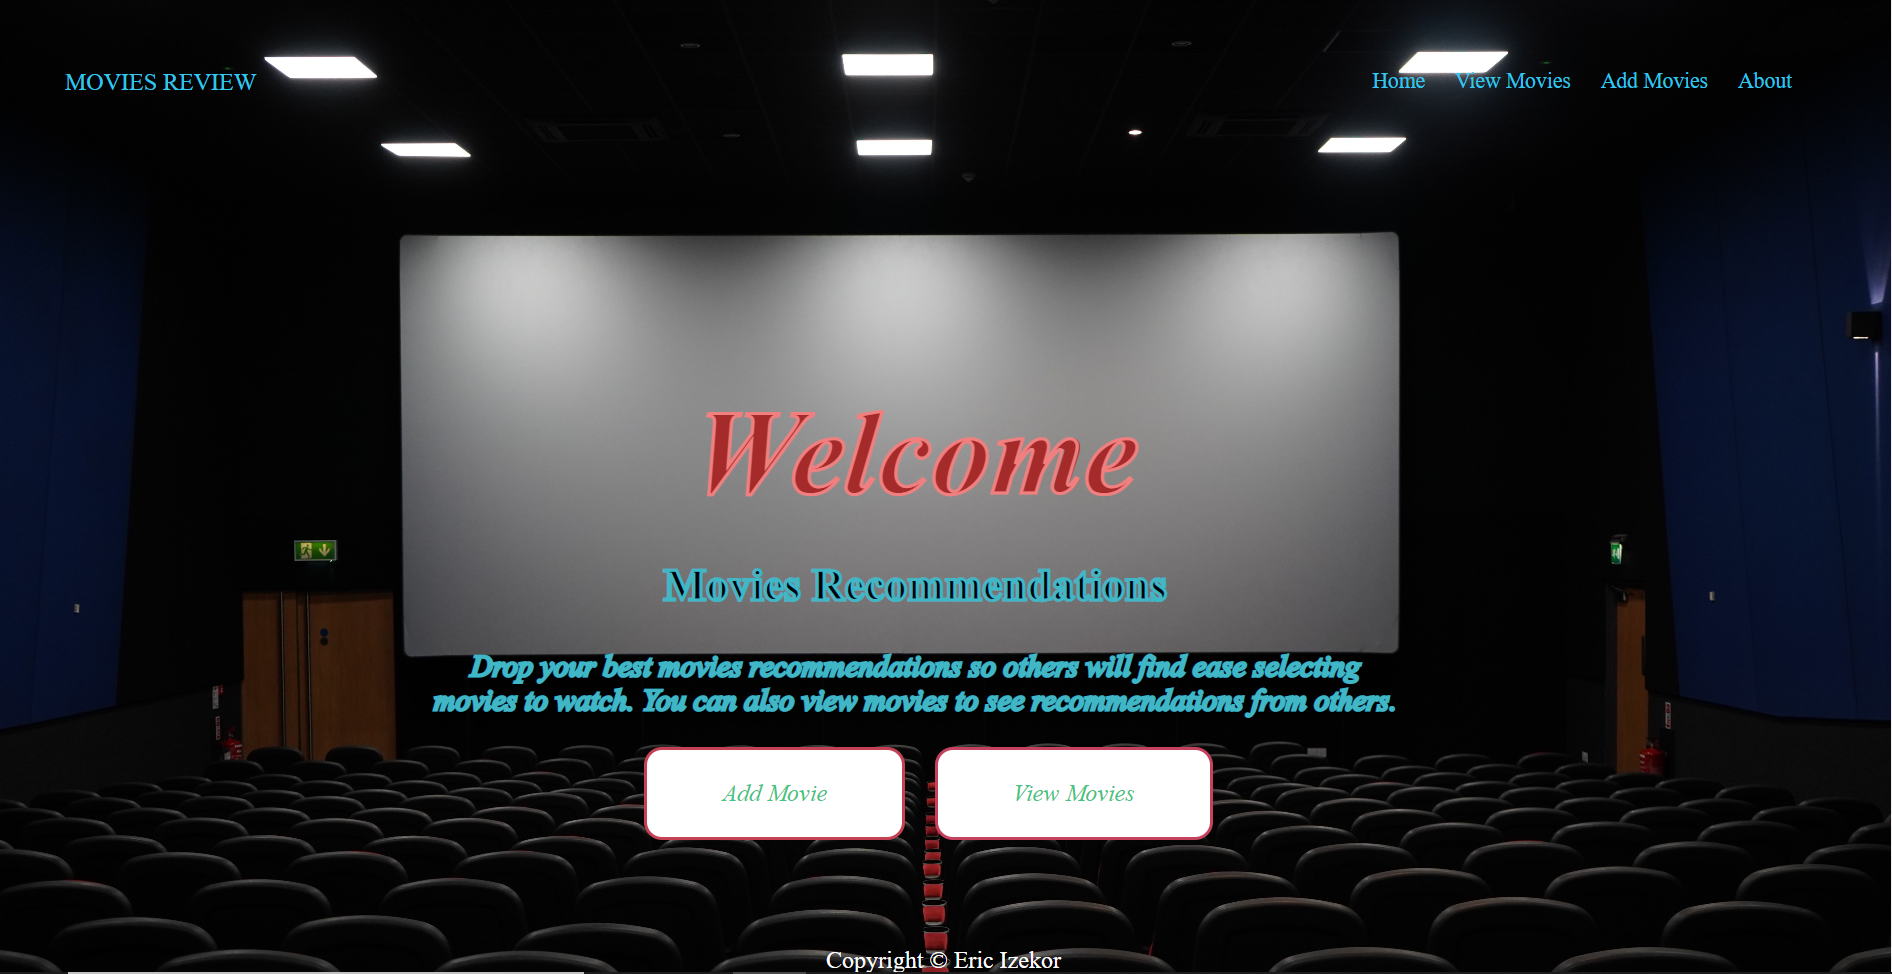 MOVIES REVIEW
Home View Movies Add Movies About
Welcome
Movies Recommendations
Drop your best movies recommendations so others will find ease selecting
movies to watch. You can also view movies to see recommendations from others.
Add Movie View Movies
Copyright © Eric Izekor